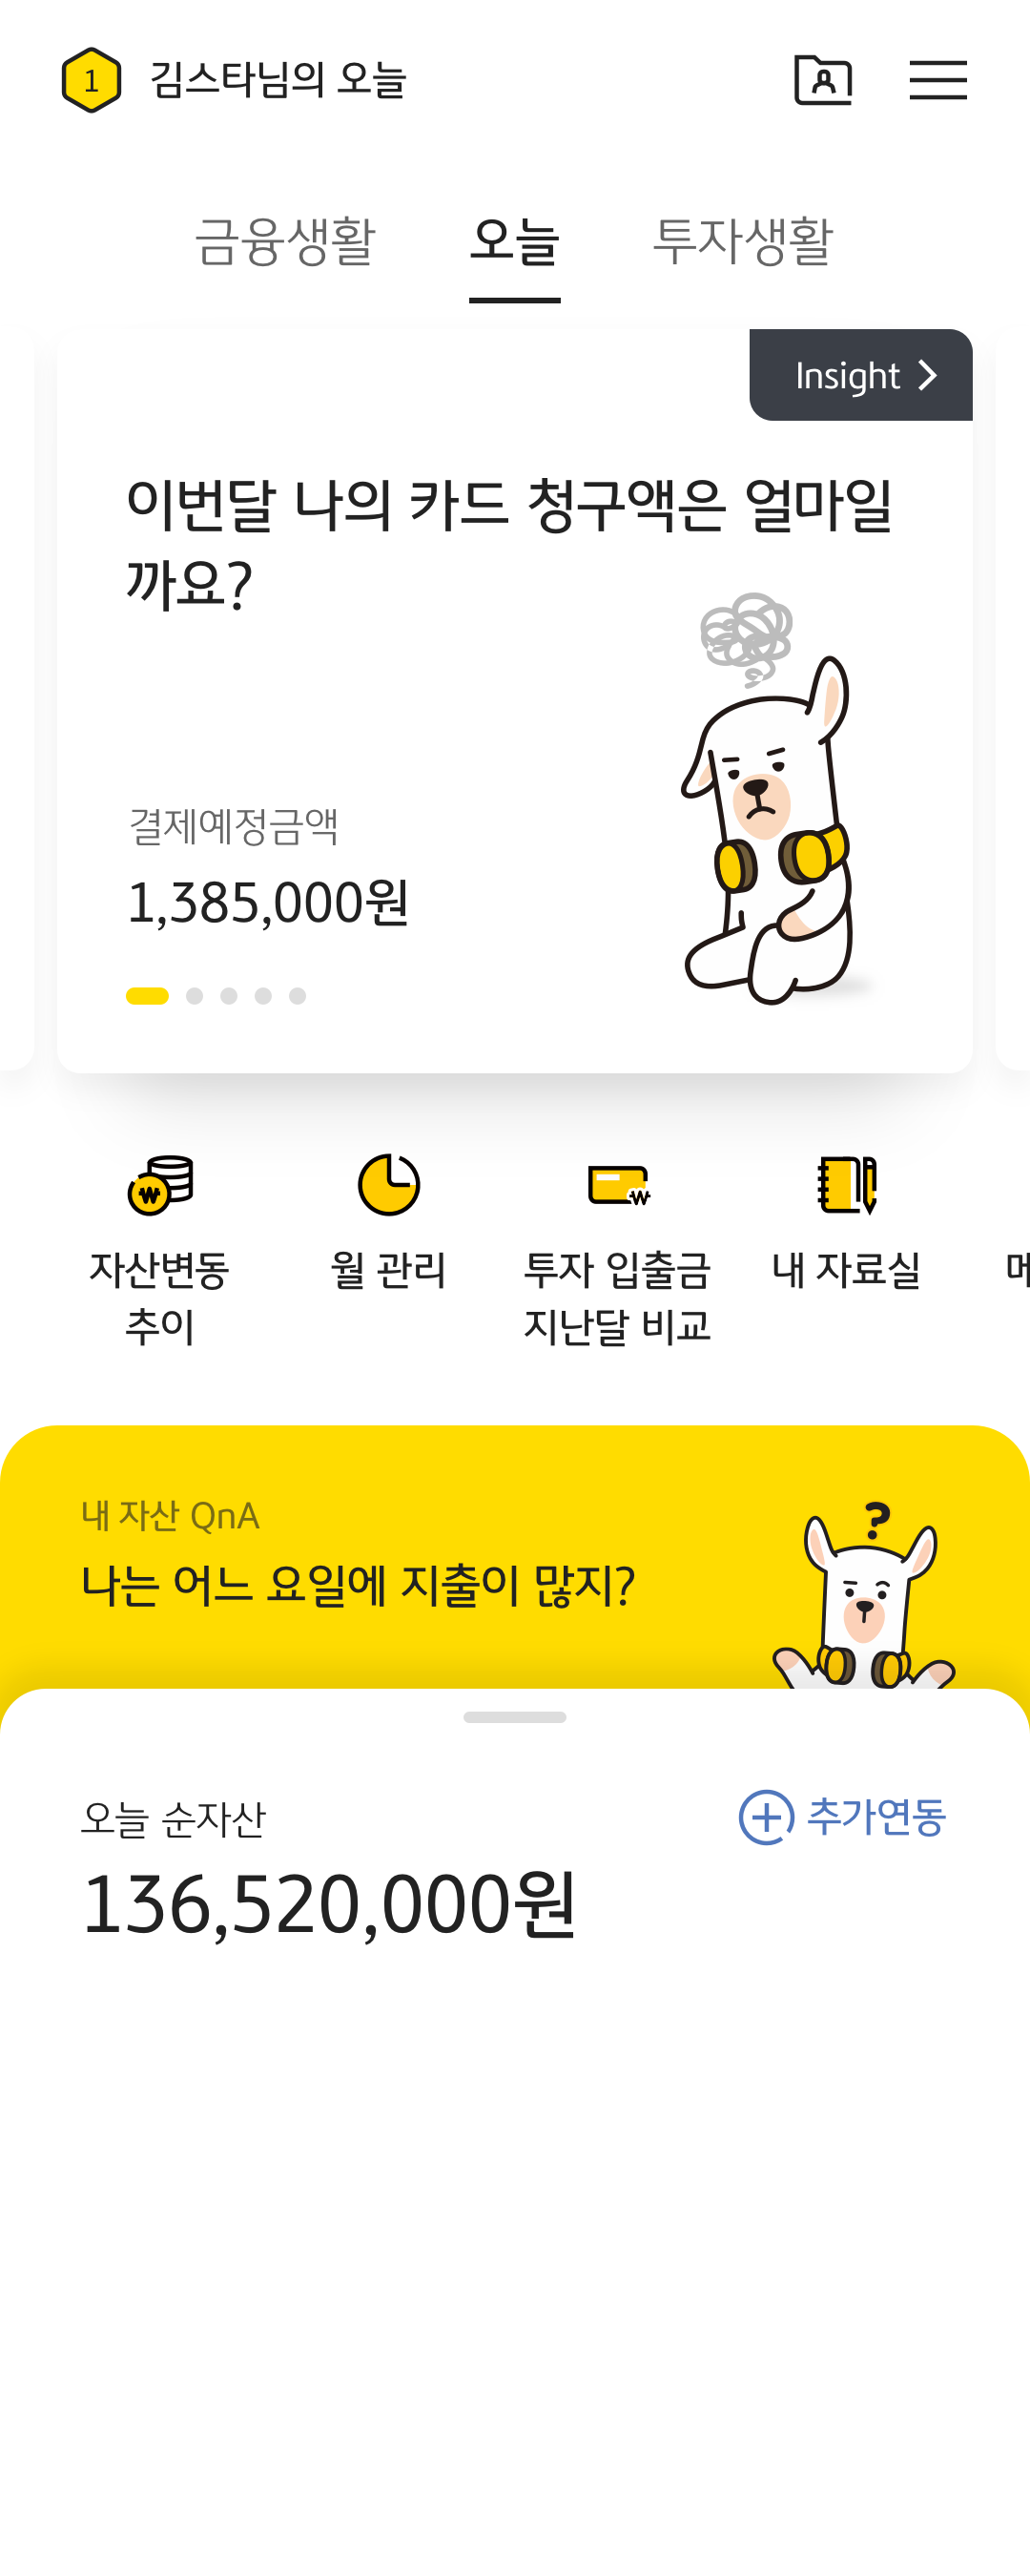 1 김스타님의 오늘
금융생활 오늘 투자생활
Insight
이번달 나의 카드 청구액은 얼마일
까요?
결제예정금액
1,385,000원
자산변동
추이
월 관리
투자 입출금
지난달 비교
내 자료실
메
내 자산 QnA
나는 어느 요일에 지출이 많지?
?
오늘 순자산
추가연동
136,520,000원